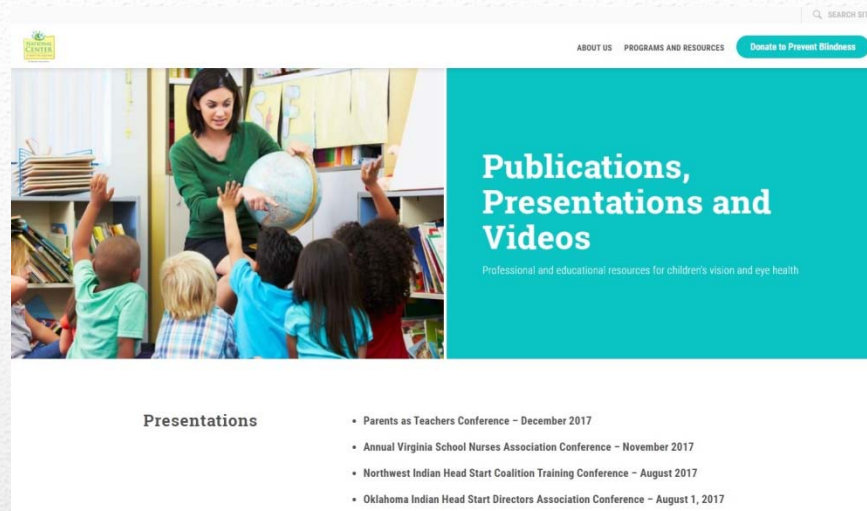 SEARCH SIT
NATIONAL
CENTER
ABOUT US PROGRAMS AND RESOURCES Donate to Prevent Blindness
Publications,
Presentations and
Videos
Professional and educational resources for children's vision and eye health
Presentations
• Parents as Teachers Conference – December 2017
• Annual Virginia School Nurses Association Conference – November 2017
• Northwest Indian Head Start Coalition Training Conference – August 2017
• Oklahoma Indian Head Start Directors Association Conference – August 1, 2017